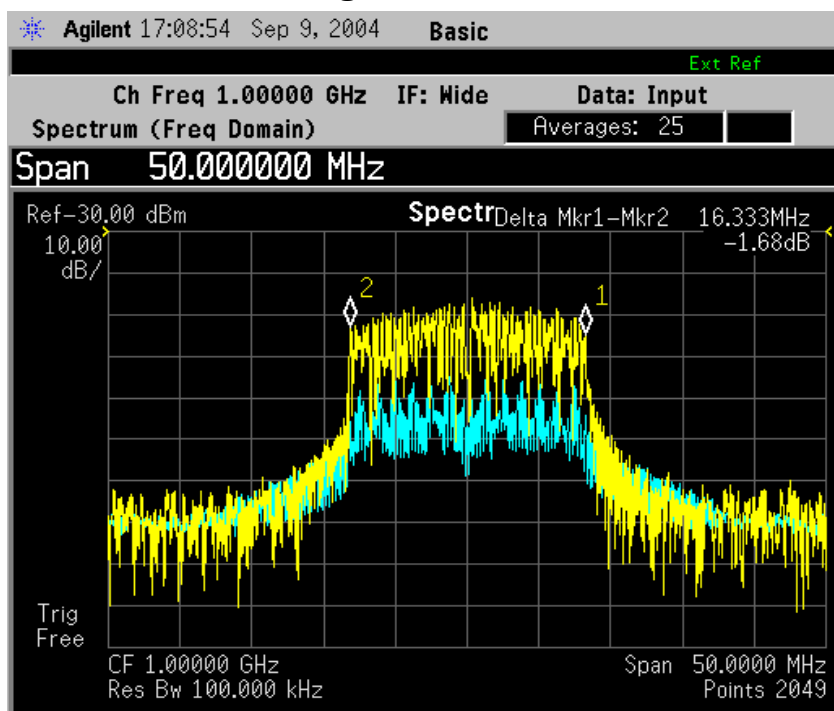 Agilent 17:08:54 Sep 9, 2004 Basic
Ext Ref
Ch Freq 1.00000 GHz IF: Wide Data: Input
Spectrum (Freq Domain) Averages: 25
Span 50.000000 MHz
Ref-30.00 dBm Spectr Delta Mkr1-Mkr2 16.333MHz
10.00 -1.68dB
dB/
2
1
Trig
Free
CF 1.00000 GHz Span 50.0000 MHz
Res Bw 100.000 kHz Points 2049